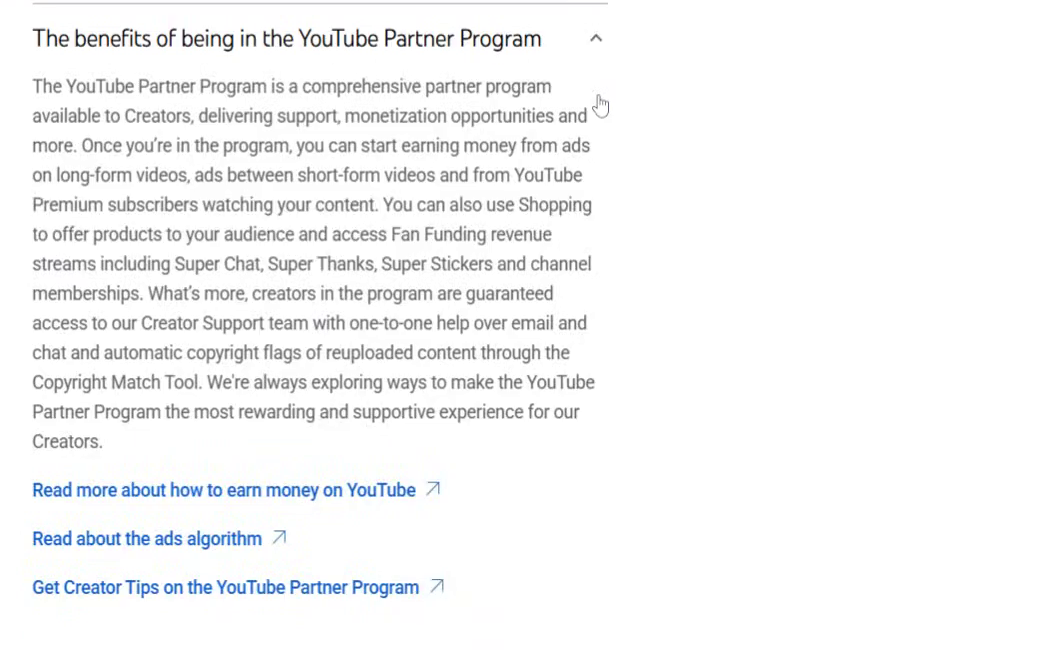 The benefits of being in the YouTube Partner Program
The YouTube Partner Program is a comprehensive partner program
available to Creators, delivering support, monetization opportunities and
more. Once you're in the program, you can start earning money from ads
on long-form videos, ads between short-form videos and from YouTube
Premium subscribers watching your content. You can also use Shopping
to offer products to your audience and access Fan Funding revenue
streams including Super Chat, Super Thanks, Super Stickers and channel
memberships. What's more, creators in the program are guaranteed
access to our Creator Support team with one-to-one help over email and
chat and automatic copyright flags of reuploaded content through the
Copyright Match Tool. We're always exploring ways to make the YouTube
Partner Program the most rewarding and supportive experience for our
Creators.
Read more about how to earn money on YouTube
Read about the ads algorithm
Get Creator Tips on the YouTube Partner Program